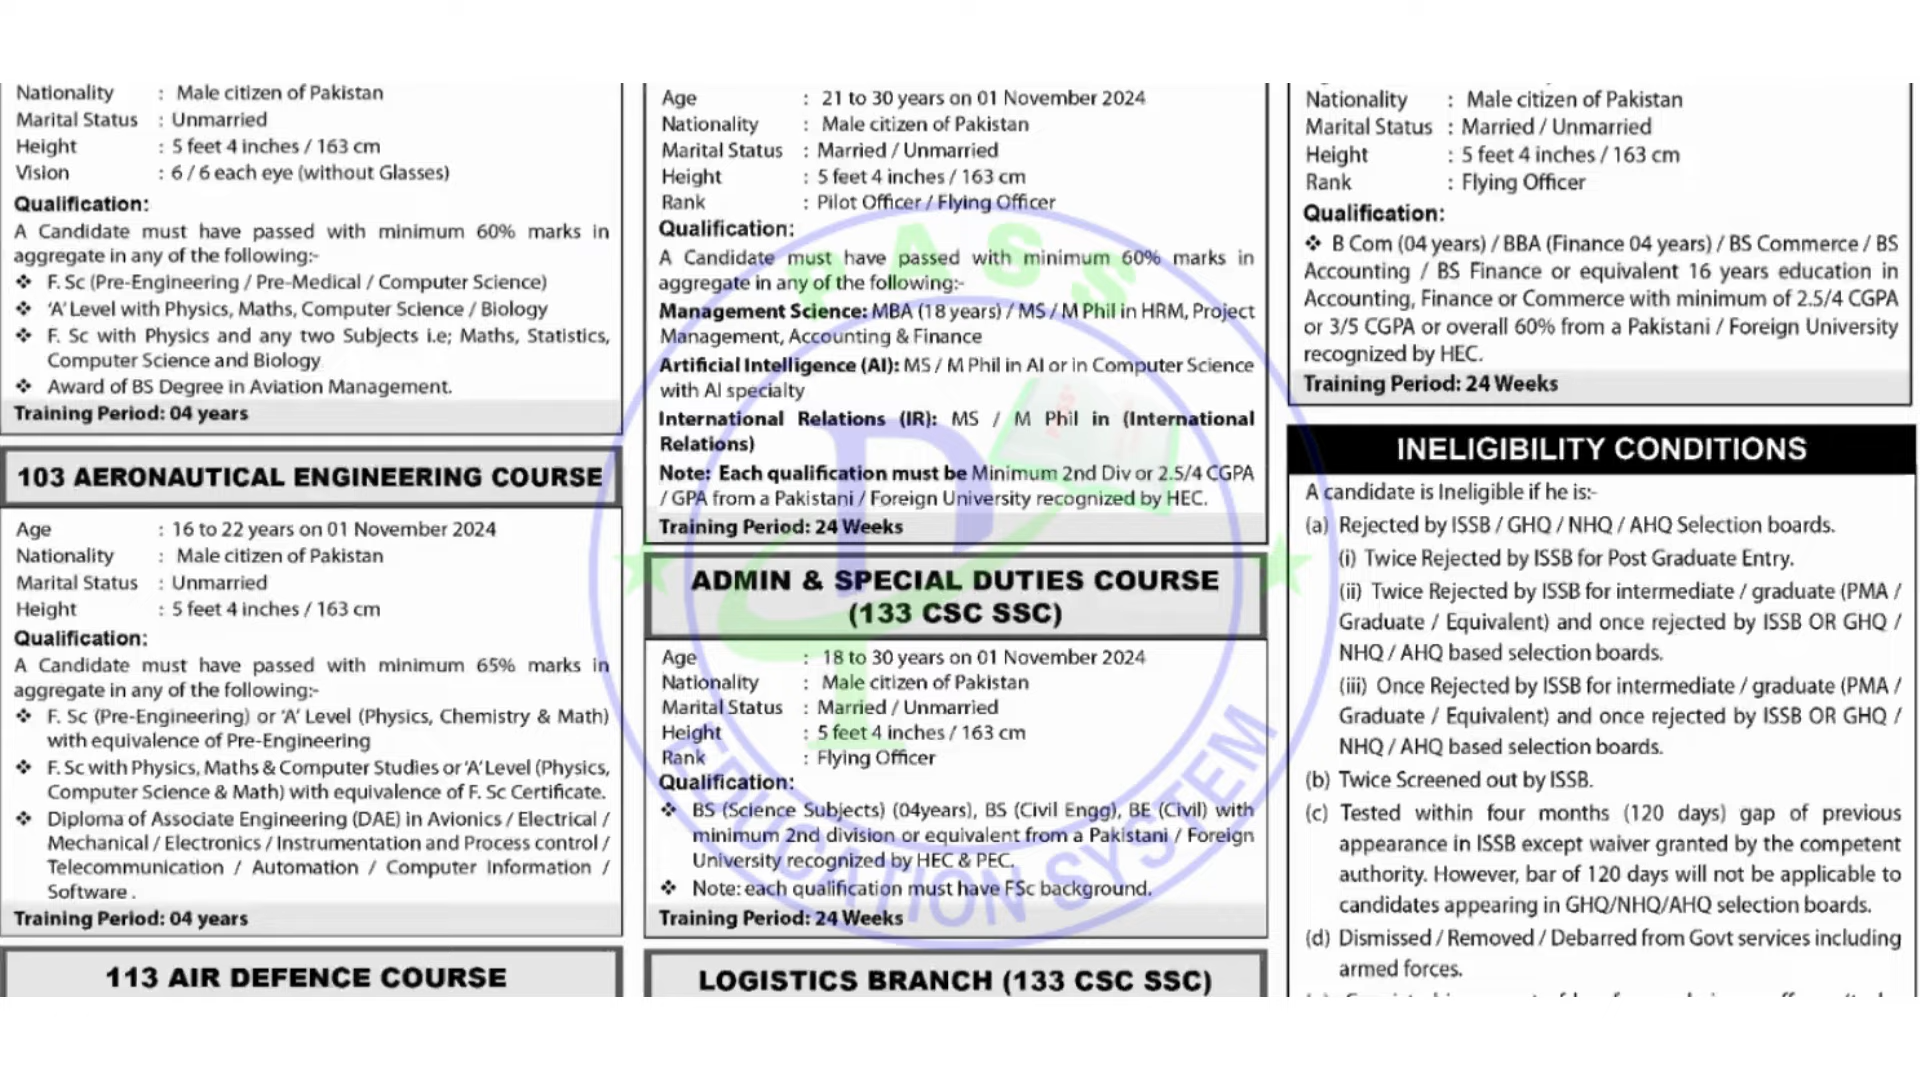 Nationality : Male citizen of Pakistan
Marital Status : Unmarried
Height : 5 feet 4 inches / 163 cm
Vision : 6 / 6 each eye (without Glasses)
Qualification:
A Candidate must have passed with minimum 60% marks in
aggregate in any of the following:-
❖ F. Sc (Pre-Engineering / Pre-Medical / Computer Science)
❖ ‘A’ Level with Physics, Maths, Computer Science / Biology
❖ F. Sc with Physics and any two Subjects i.e; Maths, Statistics,
Computer Science and Biology
❖ Award of BS Degree in Aviation Management.
Training Period: 04 years
103 AERONAUTICAL ENGINEERING COURSE
Age : 16 to 22 years on 01 November 2024
Nationality : Male citizen of Pakistan
Marital Status : Unmarried
Height : 5 feet 4 inches / 163 cm
Qualification:
A Candidate must have passed with minimum 65% marks in
aggregate in any of the following:-
❖ F. Sc (Pre-Engineering) or ‘A’ Level (Physics, Chemistry & Math)
with equivalence of Pre-Engineering
❖ F. Sc with Physics, Maths & Computer Studies or ‘A’ Level (Physics,
Computer Science & Math) with equivalence of F. Sc Certificate.
❖ Diploma of Associate Engineering (DAE) in Avionics / Electrical /
Mechanical / Electronics / Instrumentation and Process control /
Telecommunication / Automation / Computer Information /
Software .
Training Period: 04 years
113 AIR DEFENCE COURSE
Age : 21 to 30 years on 01 November 2024
Nationality : Male citizen of Pakistan
Marital Status : Married / Unmarried
Height : 5 feet 4 inches / 163 cm
Rank : Pilot Officer / Flying Officer
Qualification:
A Candidate must have passed with minimum 60% marks in
aggregate in any of the following:-
Management Science: MBA (18 years) / MS / M Phil in HRM, Project
Management, Accounting & Finance
Artificial Intelligence (AI): MS / M Phil in AI or in Computer Science
with AI specialty
International Relations (IR): MS / M Phil in (International
Relations)
Note: Each qualification must be Minimum 2nd Div or 2.5/4 CGPA
/ GPA from a Pakistani / Foreign University recognized by HEC.
Training Period: 24 Weeks
ADMIN & SPECIAL DUTIES COURSE
(133 CSC SSC)
Age : 18 to 30 years on 01 November 2024
Nationality : Male citizen of Pakistan
Marital Status : Married / Unmarried
Height : 5 feet 4 inches / 163 cm
Rank : Flying Officer
Qualification:
❖ BS (Science Subjects) (04years), BS (Civil Engg), BE (Civil) with
minimum 2nd division or equivalent from a Pakistani / Foreign
University recognized by HEC & PEC.
❖ Note: each qualification must have FSc background.
Training Period: 24 Weeks
LOGISTICS BRANCH (133 CSC SSC)
Nationality : Male citizen of Pakistan
Marital Status : Married / Unmarried
Height : 5 feet 4 inches / 163 cm
Rank : Flying Officer
Qualification:
❖ B Com (04 years) / BBA (Finance 04 years) / BS Commerce / BS
Accounting / BS Finance or equivalent 16 years education in
Accounting, Finance or Commerce with minimum of 2.5/4 CGPA
or 3/5 CGPA or overall 60% from a Pakistani / Foreign University
recognized by HEC.
Training Period: 24 Weeks
INELIGIBILITY CONDITIONS
A candidate is Ineligible if he is:-
(a) Rejected by ISSB / GHQ / NHQ / AHQ Selection boards.
(i) Twice Rejected by ISSB for Post Graduate Entry.
(ii) Twice Rejected by ISSB for intermediate / graduate (PMA /
Graduate / Equivalent) and once rejected by ISSB OR GHQ /
NHQ / AHQ based selection boards.
(iii) Once Rejected by ISSB for intermediate / graduate (PMA /
Graduate / Equivalent) and once rejected by ISSB OR GHQ /
NHQ / AHQ based selection boards.
(b) Twice Screened out by ISSB.
(c) Tested within four months (120 days) gap of previous
appearance in ISSB except waiver granted by the competent
authority. However, bar of 120 days will not be applicable to
candidates appearing in GHQ/NHQ/AHQ selection boards.
(d) Dismissed / Removed / Debarred from Govt services including
armed forces.
PASS
EDUCATION SYSTEM